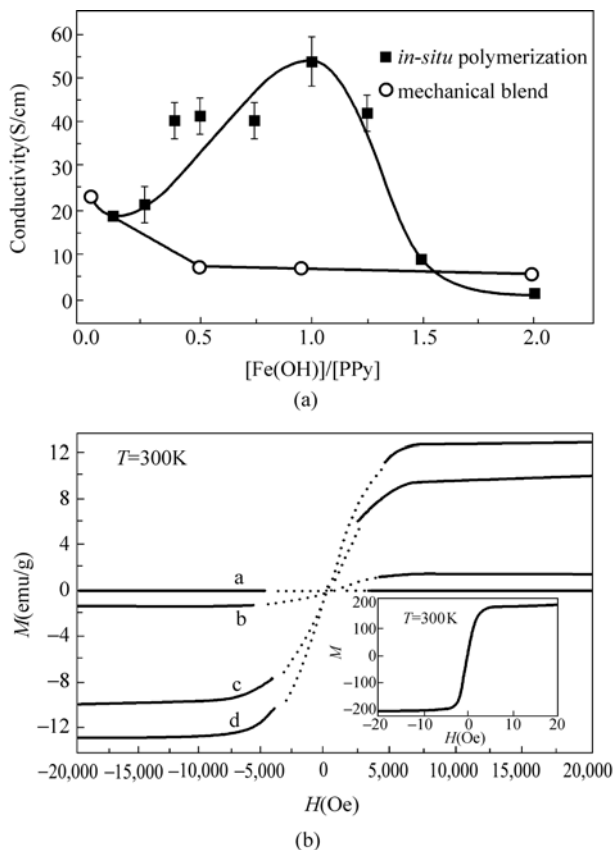 (a)
60
50
40
30
20
10
0
Conductivity(S/cm)
■ in-situ polymerization
○ mechanical blend
0.0 0.5 1.0 1.5 2.0
[Fe(OH)]/[PPy]
(a)
12
8
4
0
−4
−8
−12
M(emu/g)
T=300K
a
b
c
d
200
100
0
−100
−200
M
T=300K
−20 −10 0 10 20
H(Oe)
−20,000 −15,000 −10,000 −5,000 0 5,000 10,000 15,000 20,000
H(Oe)
(b)
(b)